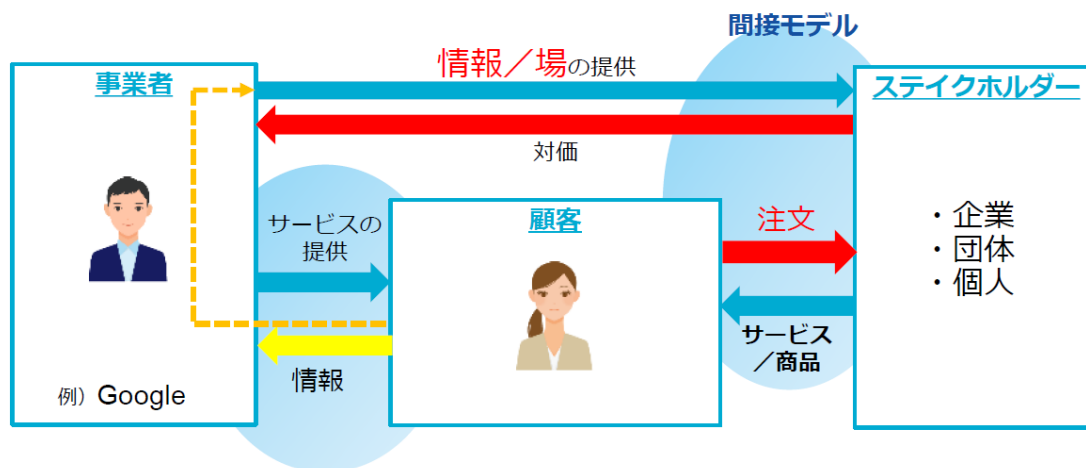 間接モデル
事業者
情報／場の提供
ステイクホルダー
対価
サービスの
提供
顧客
注文
・企業
・団体
・個人
サービス
／商品
情報
例）Google